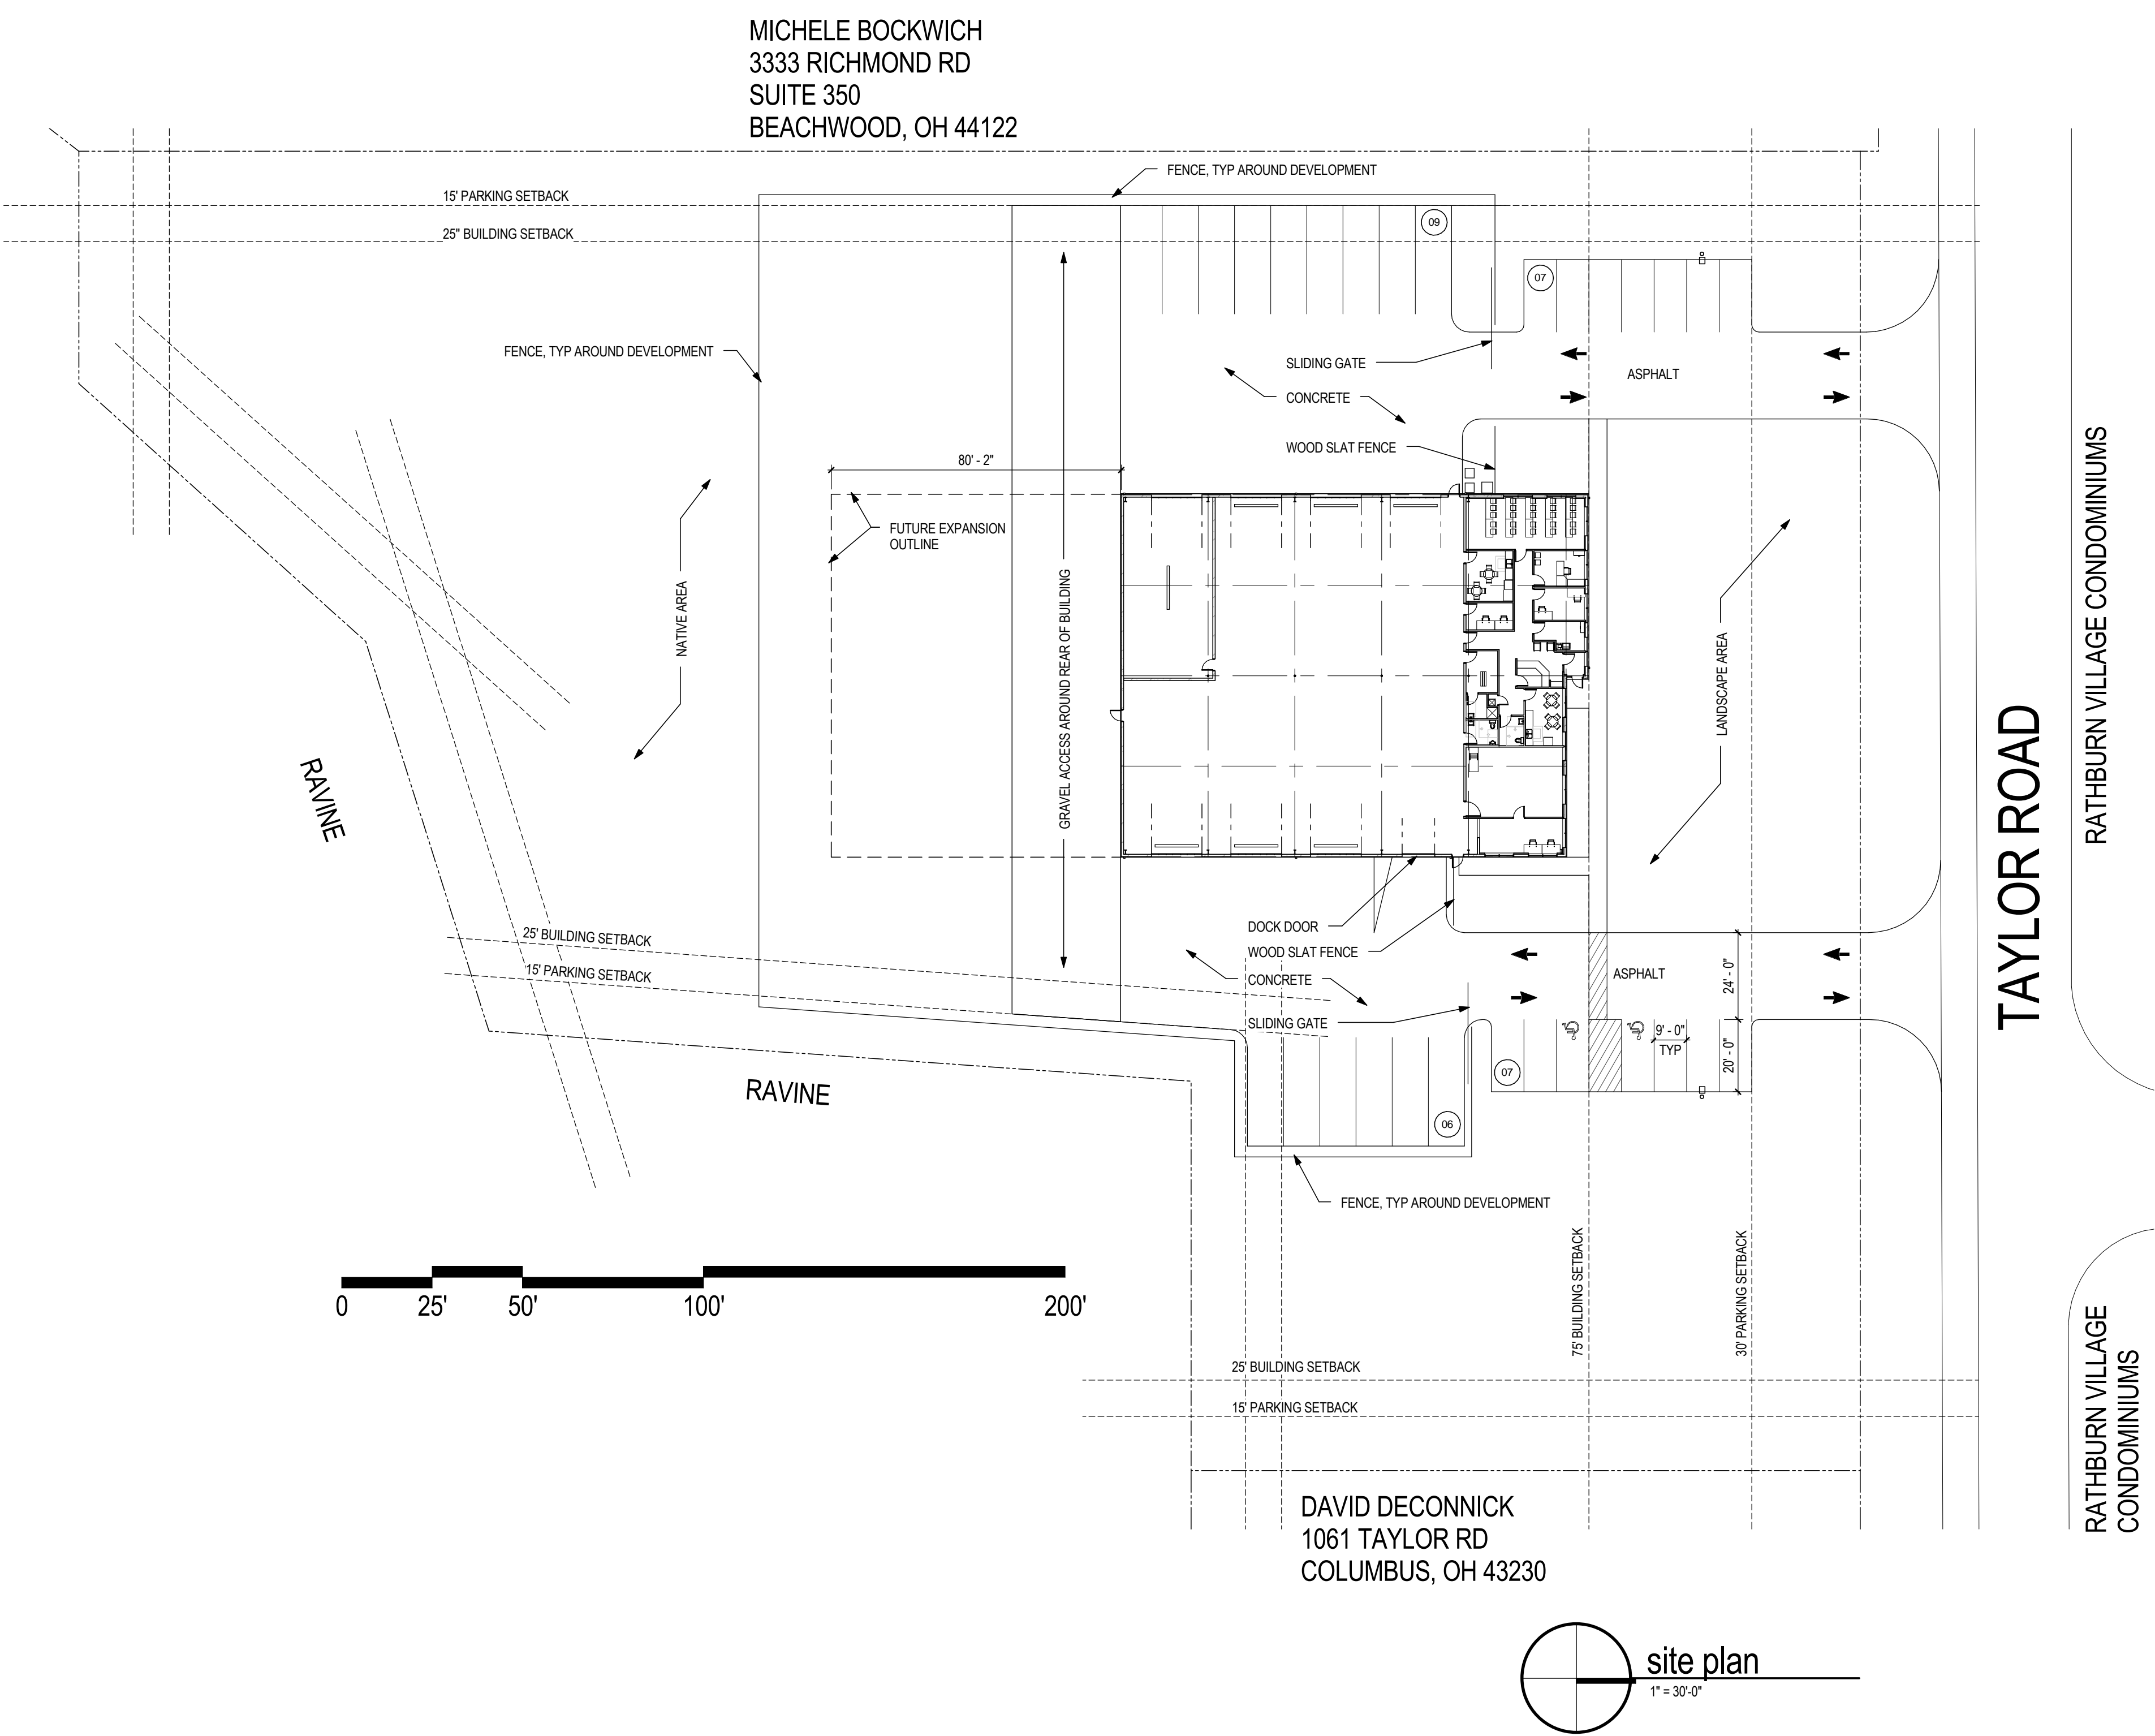 MICHELE BOCKWICH
3333 RICHMOND RD
SUITE 350
BEACHWOOD, OH 44122
FENCE, TYP AROUND DEVELOPMENT
15' PARKING SETBACK
25" BUILDING SETBACK
09
07
FENCE, TYP AROUND DEVELOPMENT
SLIDING GATE
ASPHALT
CONCRETE
WOOD SLAT FENCE
80' - 2"
FUTURE EXPANSION
OUTLINE
NATIVE AREA
GRAVEL ACCESS AROUND REAR OF BUILDING
LANDSCAPE AREA
TAYLOR ROAD
RATHBURN VILLAGE CONDOMINIUMS
RAVINE
25' BUILDING SETBACK
15' PARKING SETBACK
DOCK DOOR
WOOD SLAT FENCE
CONCRETE
SLIDING GATE
ASPHALT
24' - 0"
9' - 0"
TYP
20' - 0"
07
06
RAVINE
FENCE, TYP AROUND DEVELOPMENT
75' BUILDING SETBACK
30' PARKING SETBACK
0 25' 50' 100' 200'
25' BUILDING SETBACK
15' PARKING SETBACK
RATHBURN VILLAGE
CONDOMINIUMS
DAVID DECONNICK
1061 TAYLOR RD
COLUMBUS, OH 43230
site plan
1" = 30'-0"